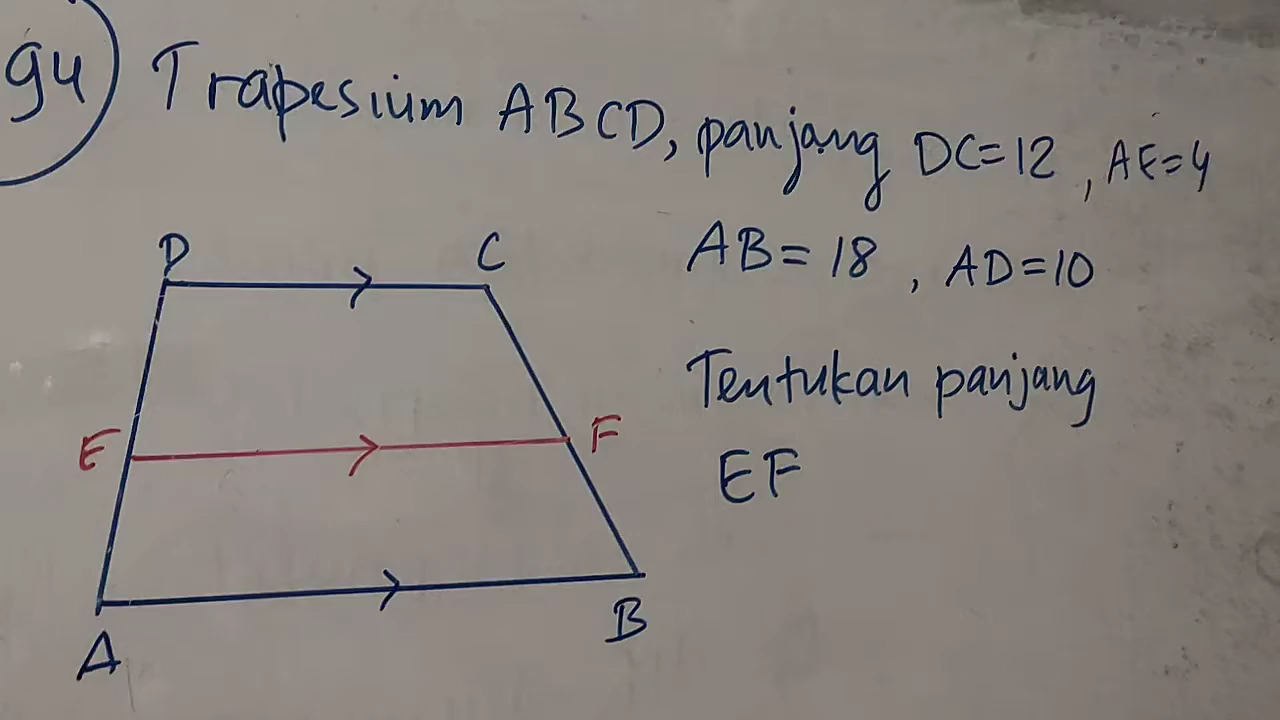 94) Trapesium ABCD, panjang DC=12, AE=4
AB=18, AD=10
Tentukan panjang
EF
D C
E F
A B